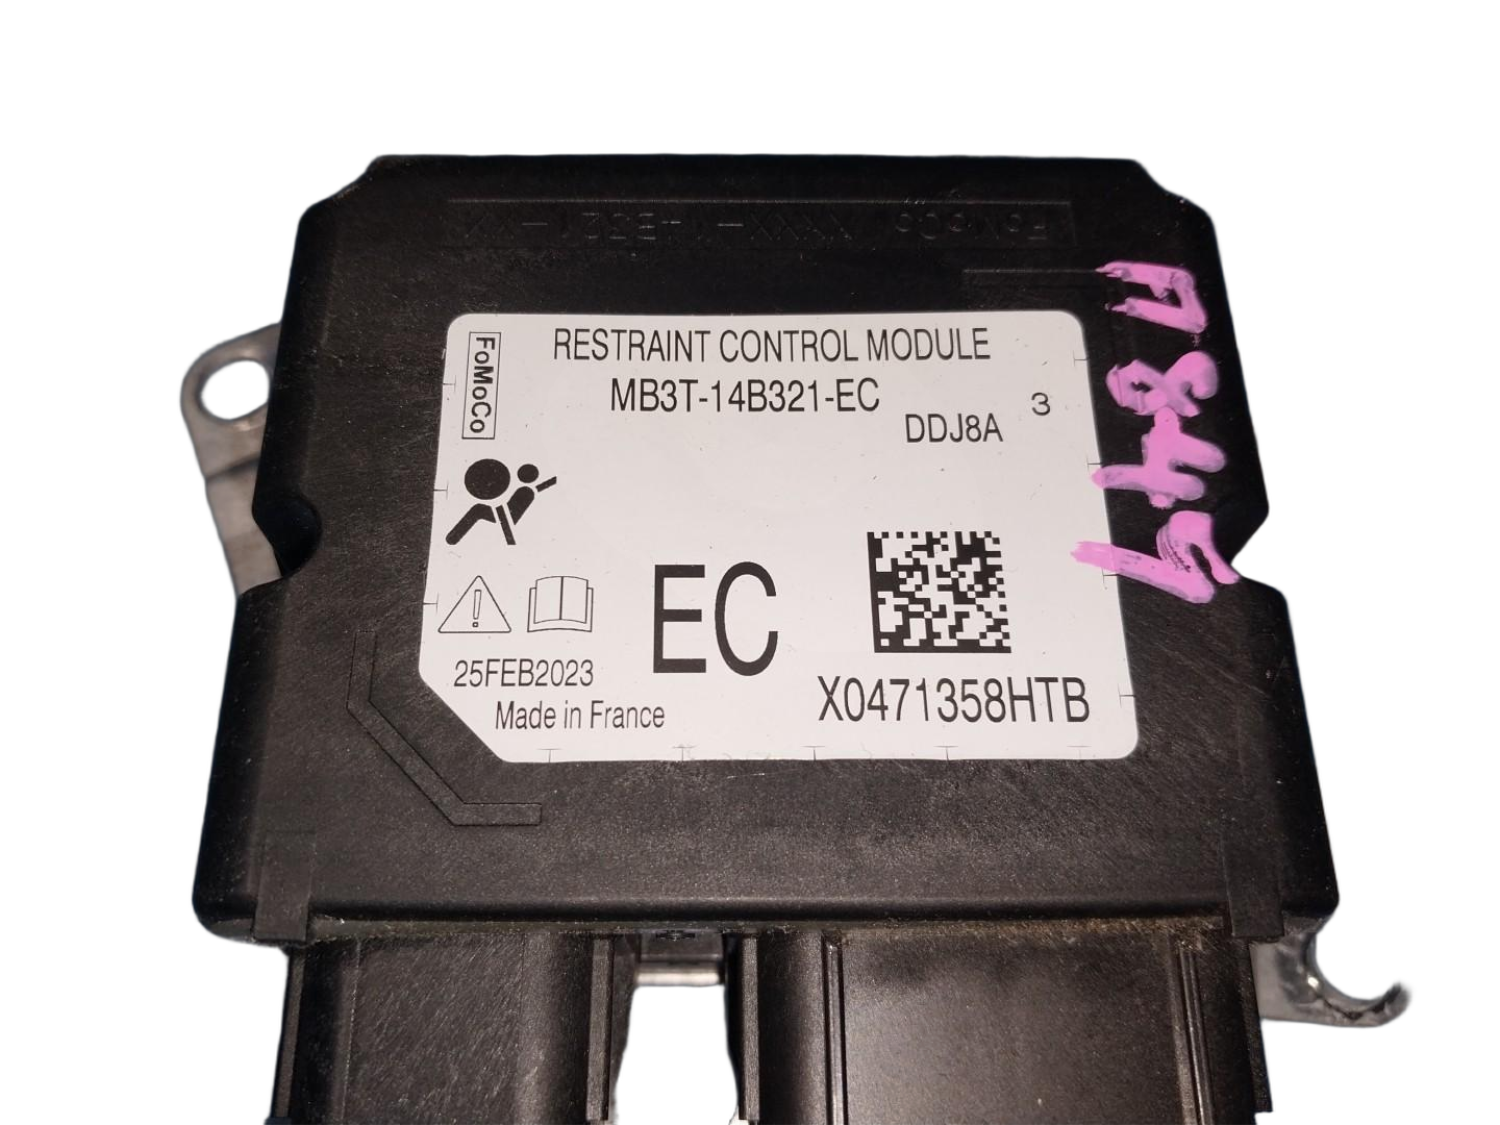 RESTRAINT CONTROL MODULE
FoMoCo
MB3T-14B321-EC
DDJ8A
3
EC
25FEB2023
Made in France
X0471358HTB